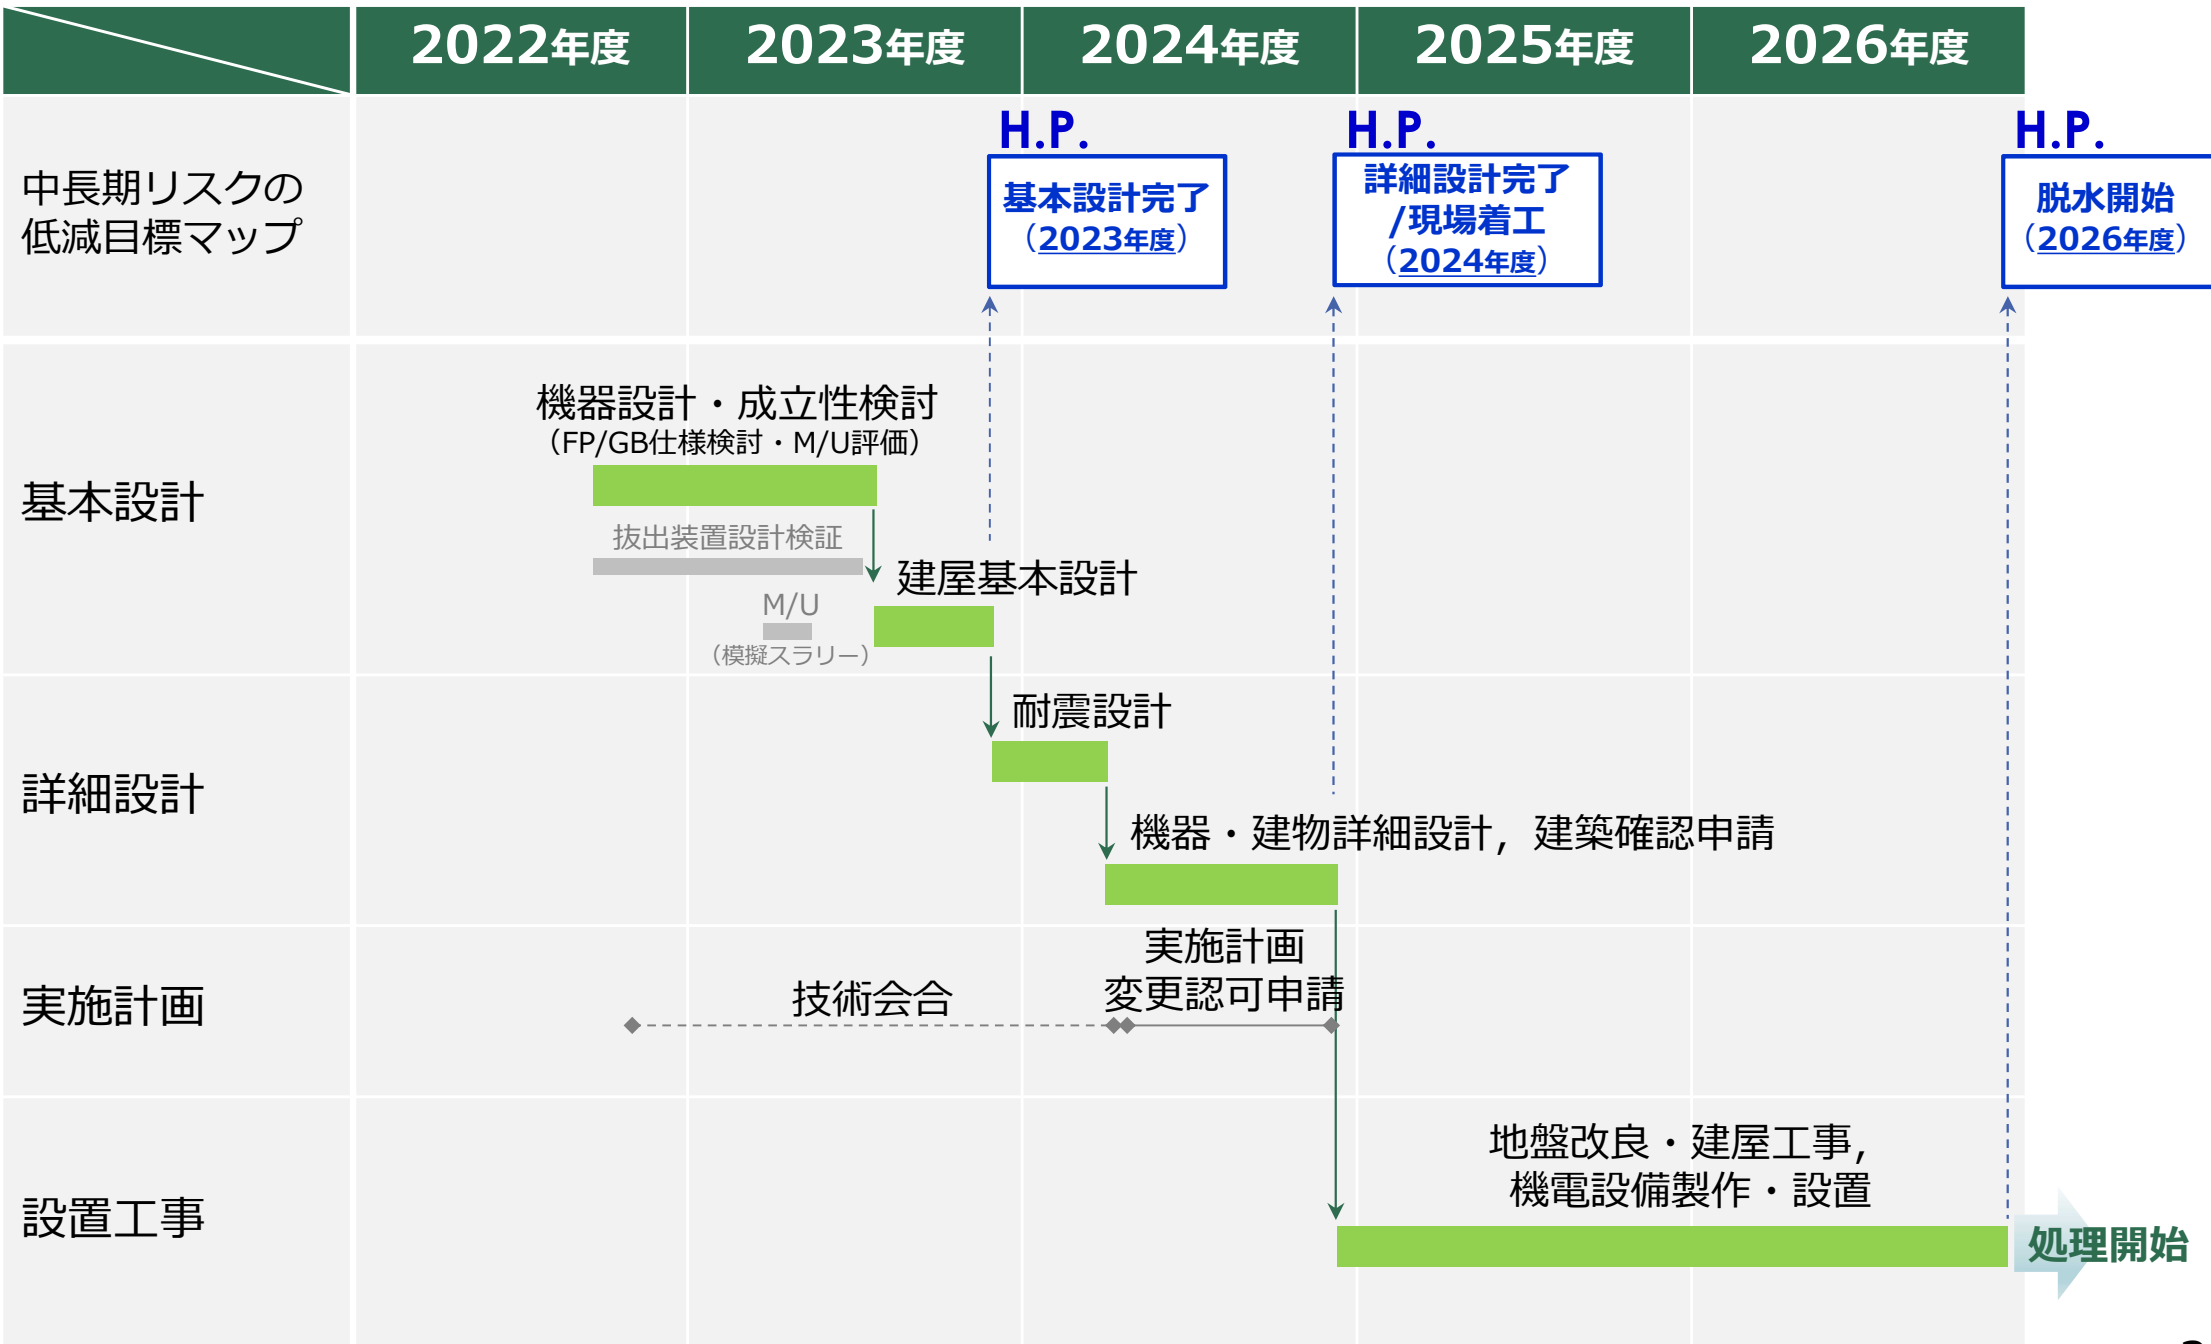 2022年度
2023年度
2024年度
2025年度
2026年度
中長期リスクの
低減目標マップ
H.P.
基本設計完了
（2023年度）
H.P.
詳細設計完了
/現場着工
（2024年度）
H.P.
脱水開始
（2026年度）
基本設計
機器設計・成立性検討
（FP/GB仕様検討・M/U評価）
抜出装置設計検証
M/U
（模擬スラリー）
建屋基本設計
詳細設計
耐震設計
機器・建物詳細設計，建築確認申請
実施計画
技術会合
実施計画
変更認可申請
設置工事
地盤改良・建屋工事，
機電設備製作・設置
処理開始